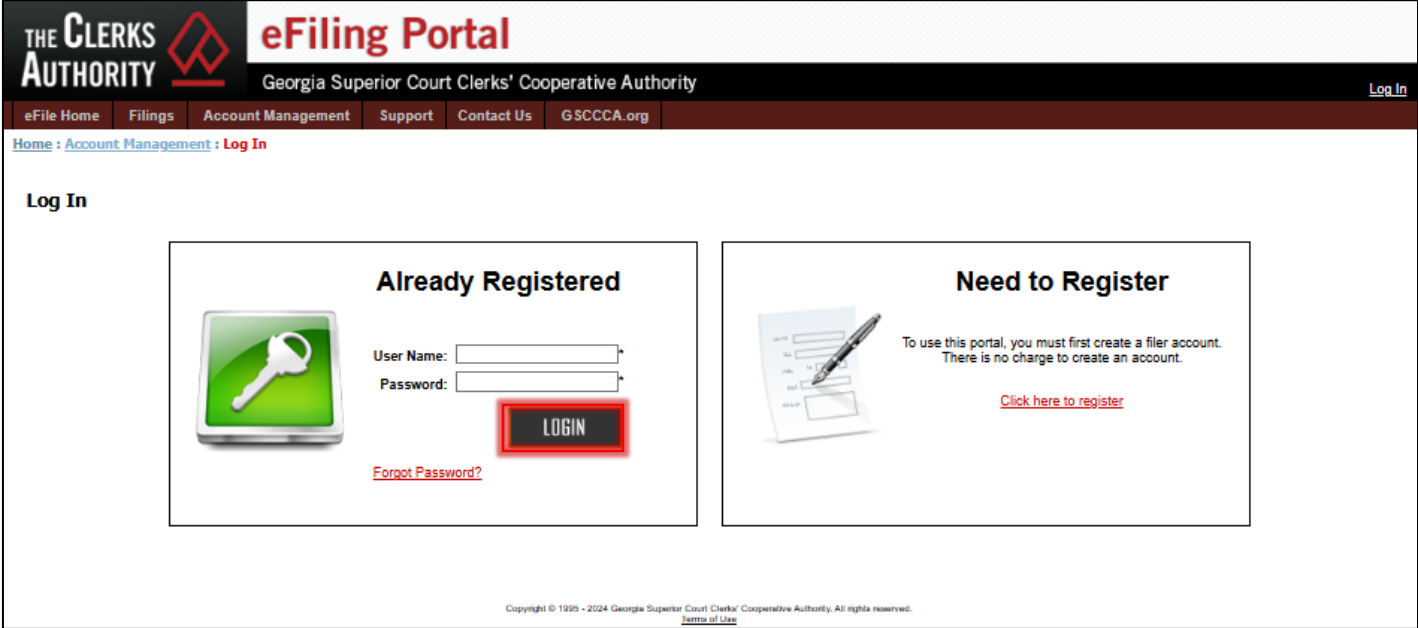 THE CLERKS
AUTHORITY
eFiling Portal
Georgia Superior Court Clerks' Cooperative Authority
Log In
eFile Home Filings Account Management Support Contact Us GSCCCA.org
Home : Account Management : Log In
Log In
Already Registered
User Name: *
Password: *
LOGIN
Forgot Password?
Need to Register
To use this portal, you must first create a filer account.
There is no charge to create an account.
Click here to register
Copyright © 1995 - 2024 Georgia Superior Court Clerks' Cooperative Authority. All rights reserved.
Terms of Use